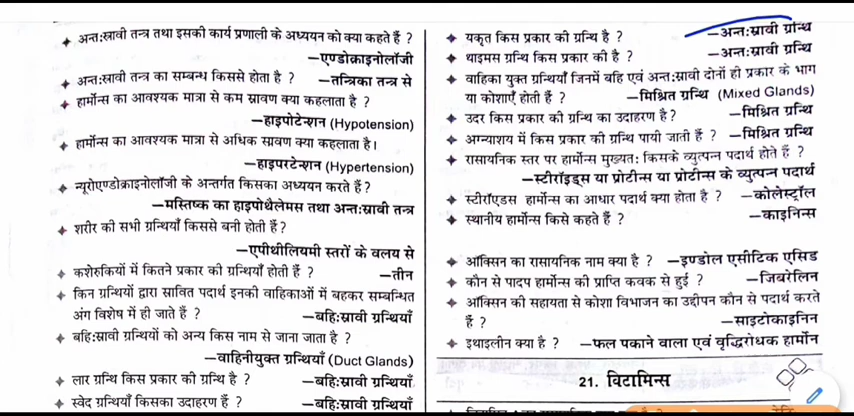 ✦ अन्त:स्रावी तन्त्र तथा इसकी कार्य प्रणाली के अध्ययन को क्या कहते हैं ?
—एण्डोक्राइनोलॉजी
✦ अन्त:स्रावी तन्त्र का सम्बन्ध किससे होता है ? —तन्त्रिका तन्त्र से
✦ हार्मोन्स का आवश्यक मात्रा से कम स्रावण क्या कहलाता है ?
—हाइपोटेन्शन (Hypotension)
✦ हार्मोन्स का आवश्यक मात्रा से अधिक स्रावण क्या कहलाता है।
—हाइपरटेन्शन (Hypertension)
✦ न्यूरोएण्डोक्राइनोलॉजी के अन्तर्गत किसका अध्ययन करते हैं?
—मस्तिष्क का हाइपोथैलेमस तथा अन्त:स्रावी तन्त्र
✦ शरीर की सभी ग्रन्थियाँ किससे बनी होती हैं?
—एपीथीलियमी स्तरों के वलय से
✦ कशेरुकियों में कितने प्रकार की ग्रन्थियाँ होती हैं ? —तीन
✦ किन ग्रन्थियों द्वारा स्रावित पदार्थ इनकी वाहिकाओं में बहकर सम्बन्धित
अंग विशेष में ही जाते हैं ? —बहि:स्रावी ग्रन्थियाँ
✦ बहि:स्रावी ग्रन्थियों को अन्य किस नाम से जाना जाता है ?
—वाहिनीयुक्त ग्रन्थियाँ (Duct Glands)
✦ लार ग्रन्थि किस प्रकार की ग्रन्थि है ? —बहि:स्रावी ग्रन्थियाँ
✦ स्वेद ग्रन्थियाँ किसका उदाहरण हैं ? —बहि:स्रावी ग्रन्थियाँ
✦ यकृत किस प्रकार की ग्रन्थि है ? —अन्त:स्रावी ग्रन्थि
✦ थाइमस ग्रन्थि किस प्रकार की है ? —अन्त:स्रावी ग्रन्थि
✦ वाहिका युक्त ग्रन्थियाँ जिनमें बहि एवं अन्त:स्रावी दोनों ही प्रकार के भाग
या कोशाएँ होती हैं ? —मिश्रित ग्रन्थि (Mixed Glands)
✦ उदर किस प्रकार की ग्रन्थि का उदाहरण है? —मिश्रित ग्रन्थि
✦ अग्न्याशय में किस प्रकार की ग्रन्थि पायी जाती हैं ? —मिश्रित ग्रन्थि
✦ रासायनिक स्तर पर हार्मोन्स मुख्यत: किसके व्युत्पन्न पदार्थ होते हैं ?
—स्टीरॉइड्स या प्रोटीन्स या प्रोटीन्स के व्युत्पन्न पदार्थ
✦ स्टीरॉएडस हार्मोन्स का आधार पदार्थ क्या होता है ? —कोलेस्ट्रॉल
✦ स्थानीय हार्मोन्स किसे कहते हैं ? —काइनिन्स
✦ ऑक्सिन का रासायनिक नाम क्या है ? —इण्डोल एसीटिक एसिड
✦ कौन से पादप हार्मोन्स की प्राप्ति कवक से हुई ? —जिबरेलिन
✦ ऑक्सिन की सहायता से कोशा विभाजन का उद्दीपन कौन से पदार्थ करते
हैं ? —साइटोकाइनिन
✦ इथाइलीन क्या है ? —फल पकाने वाला एवं वृद्धिरोधक हार्मोन
21. विटामिन्स